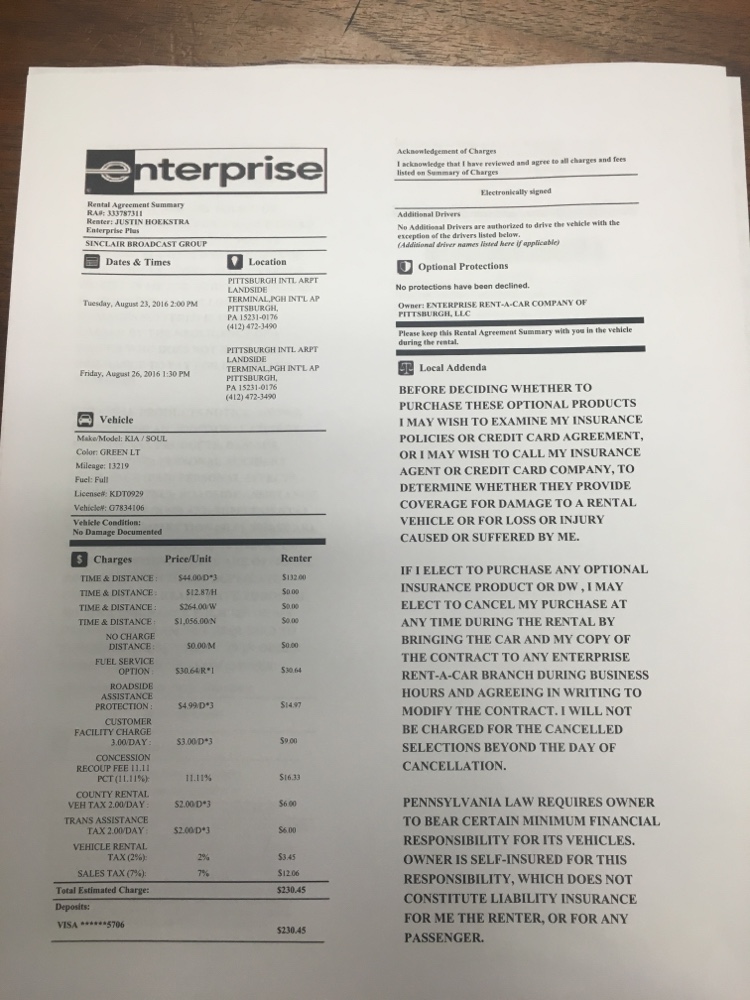 enterprise
Rental Agreement Summary
RA#: 333787311
Renter: JUSTIN HOEKSTRA
Enterprise Plus
SINCLAIR BROADCAST GROUP
Dates & Times Location
PITTSBURGH INTL ARPT
LANDSIDE
Tuesday, August 23, 2016 2:00 PM TERMINAL,PGH INT'L AP
PITTSBURGH,
PA 15231-0176
(412) 472-3490
PITTSBURGH INTL ARPT
LANDSIDE
Friday, August 26, 2016 1:30 PM TERMINAL,PGH INT'L AP
PITTSBURGH,
PA 15231-0176
(412) 472-3490
Vehicle
Make/Model: KIA / SOUL
Color: GREEN LT
Mileage: 13219
Fuel: Full
License#: KDT0929
Vehicle#: G7834106
Vehicle Condition:
No Damage Documented
$ Charges Price/Unit Renter
TIME & DISTANCE : $44.00/D*3 $132.00
TIME & DISTANCE : $12.87/H $0.00
TIME & DISTANCE : $264.00/W $0.00
TIME & DISTANCE : $1,056.00/N $0.00
NO CHARGE
DISTANCE : $0.00/M $0.00
FUEL SERVICE
OPTION : $30.64/R*1 $30.64
ROADSIDE
ASSISTANCE
PROTECTION : $4.99/D*3 $14.97
CUSTOMER
FACILITY CHARGE
3.00/DAY : $3.00/D*3 $9.00
CONCESSION
RECOUP FEE 11.11
PCT (11.11%): 11.11% $16.33
COUNTY RENTAL
VEH TAX 2.00/DAY : $2.00/D*3 $6.00
TRANS ASSISTANCE
TAX 2.00/DAY : $2.00/D*3 $6.00
VEHICLE RENTAL
TAX (2%): 2% $3.45
SALES TAX (7%): 7% $12.06
Total Estimated Charge: $230.45
Deposits:
VISA ******5706 $230.45
Acknowledgement of Charges
I acknowledge that I have reviewed and agree to all charges and fees
listed on Summary of Charges
Electronically signed
Additional Drivers
No Additional Drivers are authorized to drive the vehicle with the
exception of the drivers listed below.
(Additional driver names listed here if applicable)
Optional Protections
No protections have been declined.
Owner: ENTERPRISE RENT-A-CAR COMPANY OF
PITTSBURGH, LLC
Please keep this Rental Agreement Summary with you in the vehicle
during the rental.
Local Addenda
BEFORE DECIDING WHETHER TO
PURCHASE THESE OPTIONAL PRODUCTS
I MAY WISH TO EXAMINE MY INSURANCE
POLICIES OR CREDIT CARD AGREEMENT,
OR I MAY WISH TO CALL MY INSURANCE
AGENT OR CREDIT CARD COMPANY, TO
DETERMINE WHETHER THEY PROVIDE
COVERAGE FOR DAMAGE TO A RENTAL
VEHICLE OR FOR LOSS OR INJURY
CAUSED OR SUFFERED BY ME.
IF I ELECT TO PURCHASE ANY OPTIONAL
INSURANCE PRODUCT OR DW , I MAY
ELECT TO CANCEL MY PURCHASE AT
ANY TIME DURING THE RENTAL BY
BRINGING THE CAR AND MY COPY OF
THE CONTRACT TO ANY ENTERPRISE
RENT-A-CAR BRANCH DURING BUSINESS
HOURS AND AGREEING IN WRITING TO
MODIFY THE CONTRACT. I WILL NOT
BE CHARGED FOR THE CANCELLED
SELECTIONS BEYOND THE DAY OF
CANCELLATION.
PENNSYLVANIA LAW REQUIRES OWNER
TO BEAR CERTAIN MINIMUM FINANCIAL
RESPONSIBILITY FOR ITS VEHICLES.
OWNER IS SELF-INSURED FOR THIS
RESPONSIBILITY, WHICH DOES NOT
CONSTITUTE LIABILITY INSURANCE
FOR ME THE RENTER, OR FOR ANY
PASSENGER.